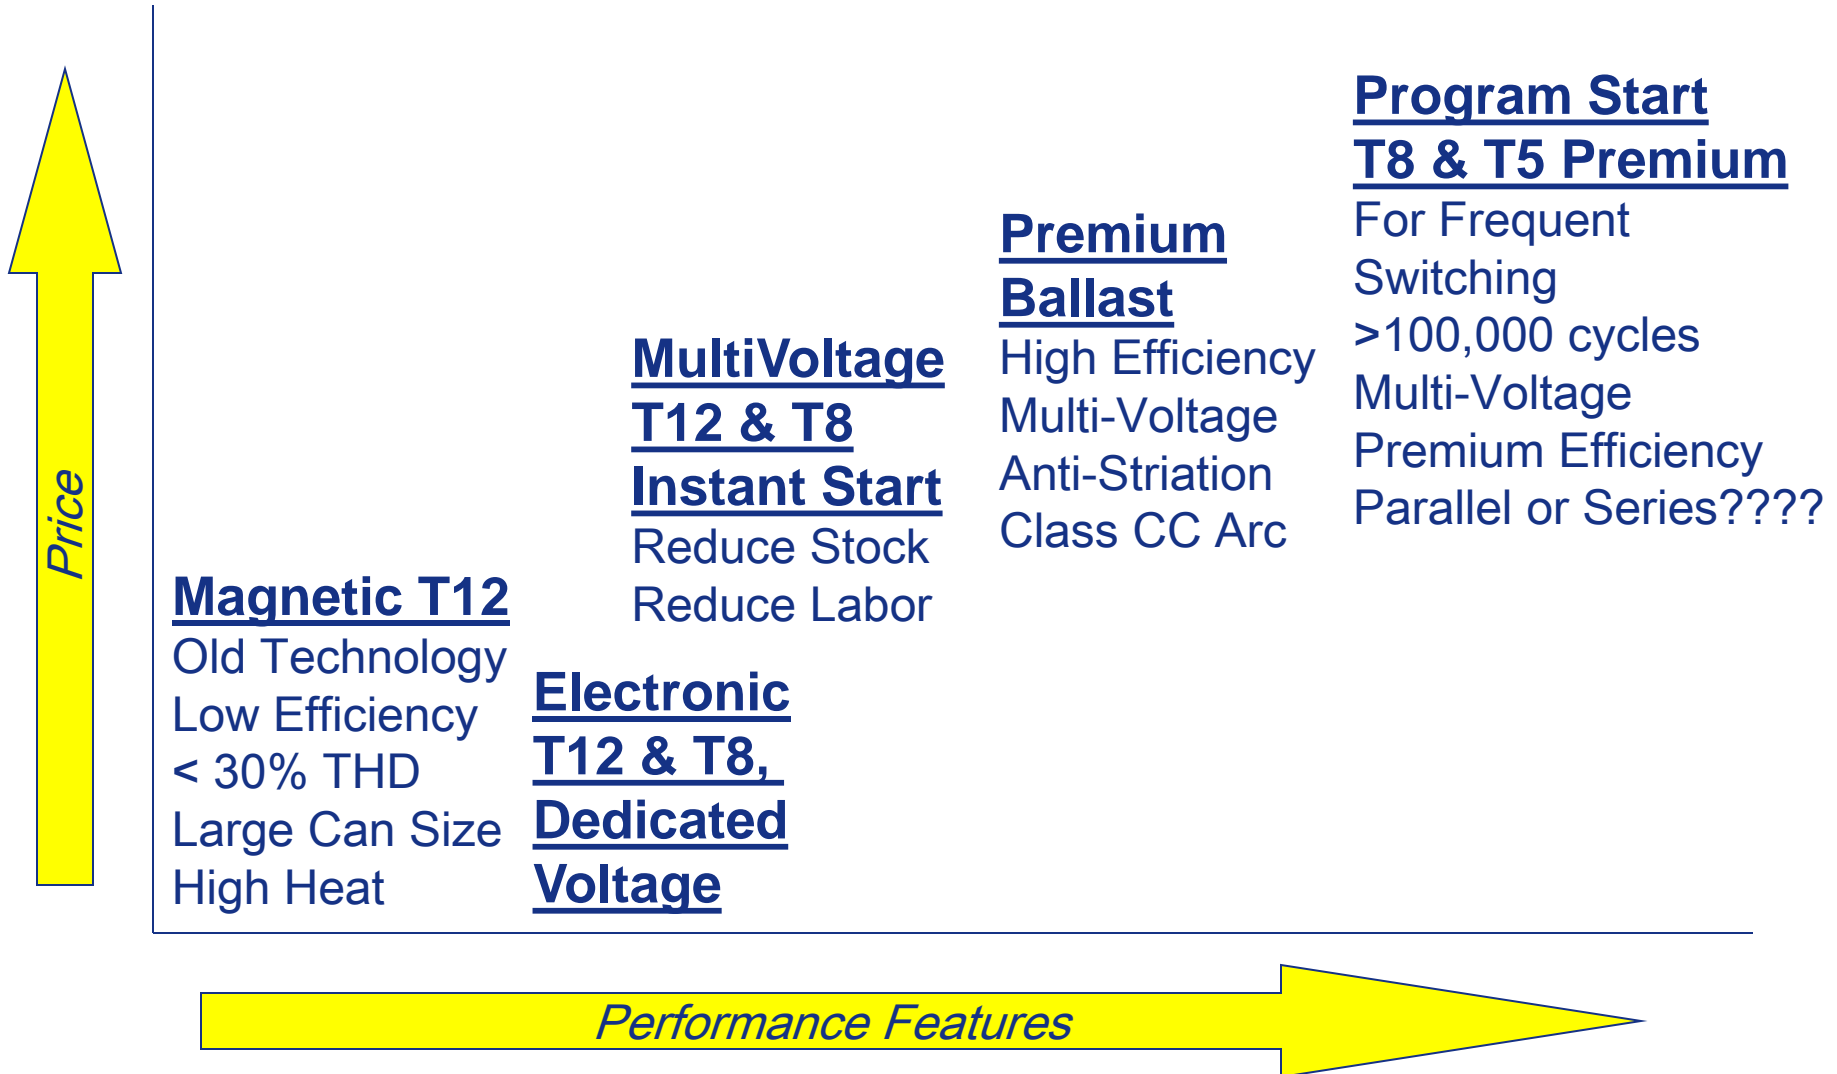 Price
Magnetic T12
Old Technology
Low Efficiency
< 30% THD
Large Can Size
High Heat
Electronic
T12 & T8,
Dedicated
Voltage
MultiVoltage
T12 & T8
Instant Start
Reduce Stock
Reduce Labor
Premium
Ballast
High Efficiency
Multi-Voltage
Anti-Striation
Class CC Arc
Program Start
T8 & T5 Premium
For Frequent
Switching
>100,000 cycles
Multi-Voltage
Premium Efficiency
Parallel or Series????
Performance Features